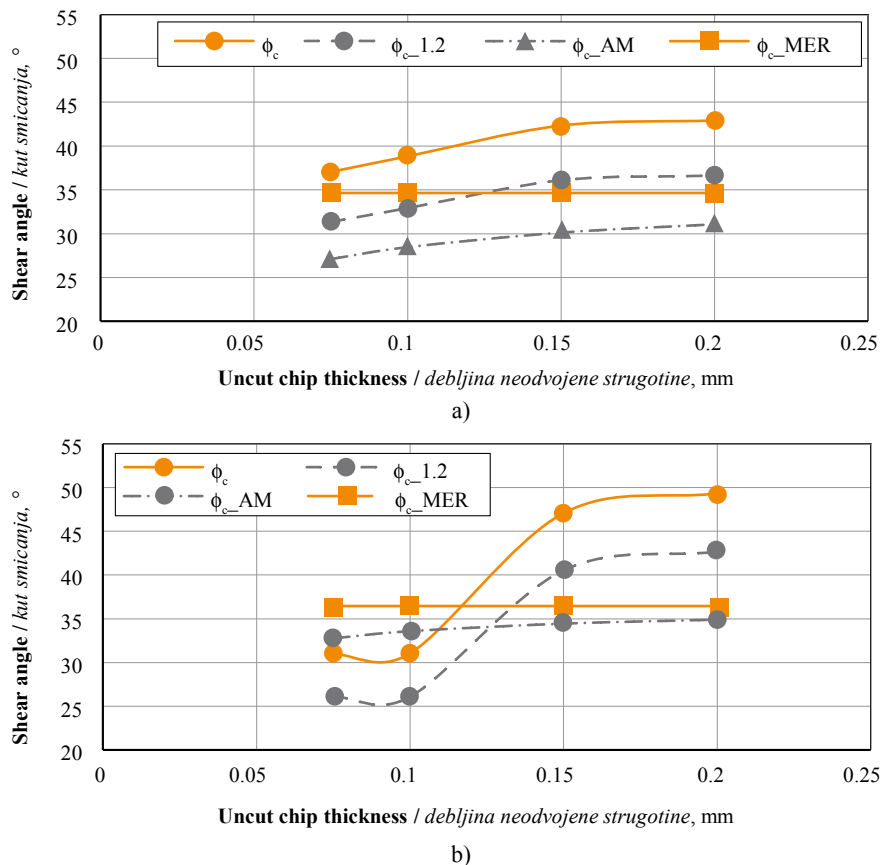 55
50
45
40
35
30
25
20
Shear angle / kut smicanja, °
ϕc ϕc_1.2 ϕc_AM ϕc_MER
0 0.05 0.1 0.15 0.2 0.25
Uncut chip thickness / debljina neodvojene strugotine, mm
a)
55
50
45
40
35
30
25
20
Shear angle / kut smicanja, °
ϕc ϕc_1.2
ϕc_AM ϕc_MER
0 0.05 0.1 0.15 0.2 0.25
Uncut chip thickness / debljina neodvojene strugotine, mm
b)